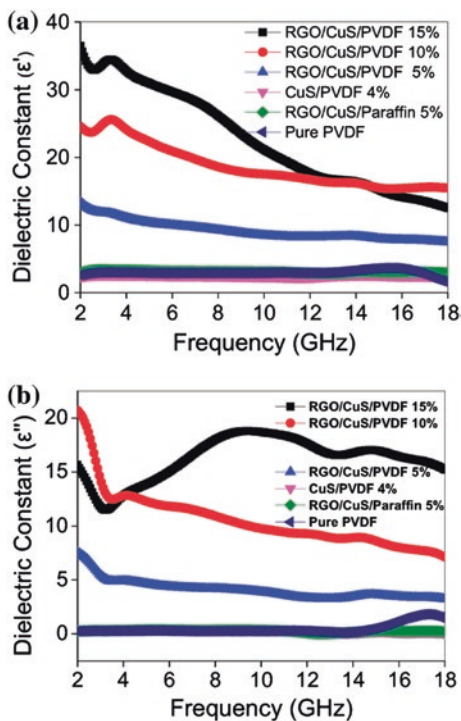 (a)
40
30
20
10
0
Dielectric Constant (ε')
RGO/CuS/PVDF 15%
RGO/CuS/PVDF 10%
RGO/CuS/PVDF 5%
CuS/PVDF 4%
RGO/CuS/Paraffin 5%
Pure PVDF
2 4 6 8 10 12 14 16 18
Frequency (GHz)
(b)
20
15
10
5
0
Dielectric Constant (ε")
RGO/CuS/PVDF 15%
RGO/CuS/PVDF 10%
RGO/CuS/PVDF 5%
CuS/PVDF 4%
RGO/CuS/Paraffin 5%
Pure PVDF
2 4 6 8 10 12 14 16 18
Frequency (GHz)